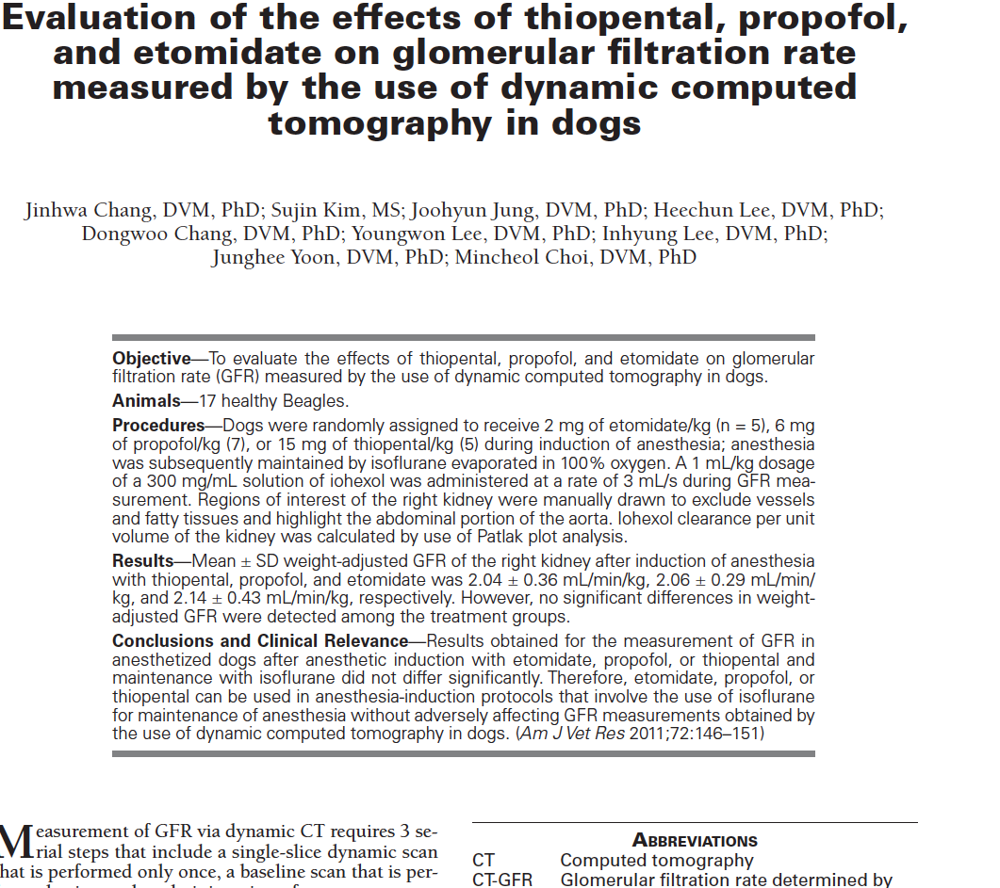 Evaluation of the effects of thiopental, propofol,
and etomidate on glomerular filtration rate
measured by the use of dynamic computed
tomography in dogs
Jinhwa Chang, DVM, PhD; Sujin Kim, MS; Joohyun Jung, DVM, PhD; Heechun Lee, DVM, PhD;
Dongwoo Chang, DVM, PhD; Youngwon Lee, DVM, PhD; Inhyung Lee, DVM, PhD;
Junghee Yoon, DVM, PhD; Mincheol Choi, DVM, PhD
Objective—To evaluate the effects of thiopental, propofol, and etomidate on glomerular
filtration rate (GFR) measured by the use of dynamic computed tomography in dogs.
Animals—17 healthy Beagles.
Procedures—Dogs were randomly assigned to receive 2 mg of etomidate/kg (n = 5), 6 mg
of propofol/kg (7), or 15 mg of thiopental/kg (5) during induction of anesthesia; anesthesia
was subsequently maintained by isoflurane evaporated in 100% oxygen. A 1 mL/kg dosage
of a 300 mg/mL solution of iohexol was administered at a rate of 3 mL/s during GFR mea-
surement. Regions of interest of the right kidney were manually drawn to exclude vessels
and fatty tissues and highlight the abdominal portion of the aorta. Iohexol clearance per unit
volume of the kidney was calculated by use of Patlak plot analysis.
Results—Mean ± SD weight-adjusted GFR of the right kidney after induction of anesthesia
with thiopental, propofol, and etomidate was 2.04 ± 0.36 mL/min/kg, 2.06 ± 0.29 mL/min/
kg, and 2.14 ± 0.43 mL/min/kg, respectively. However, no significant differences in weight-
adjusted GFR were detected among the treatment groups.
Conclusions and Clinical Relevance—Results obtained for the measurement of GFR in
anesthetized dogs after anesthetic induction with etomidate, propofol, or thiopental and
maintenance with isoflurane did not differ significantly. Therefore, etomidate, propofol, or
thiopental can be used in anesthesia-induction protocols that involve the use of isoflurane
for maintenance of anesthesia without adversely affecting GFR measurements obtained by
the use of dynamic computed tomography in dogs. (Am J Vet Res 2011;72:146–151)
Measurement of GFR via dynamic CT requires 3 se-
rial steps that include a single-slice dynamic scan
hat is performed only once, a baseline scan that is per-
ABBREVIATIONS
CT Computed tomography
CT-GFR Glomerular filtration rate determined by